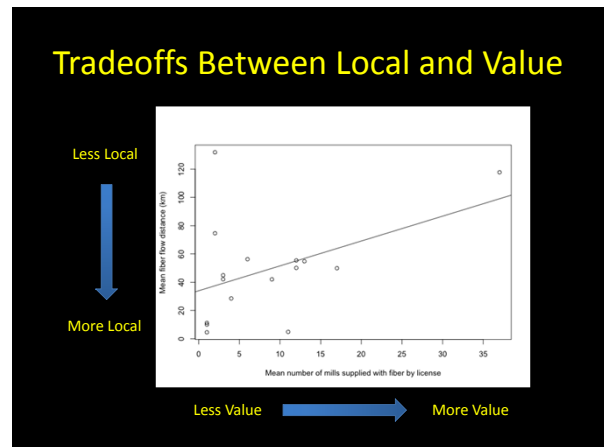 Tradeoffs Between Local and Value
Less Local
More Local
Mean fiber flow distance (km)
120
100
80
60
40
20
0
0 5 10 15 20 25 30 35
Mean number of mills supplied with fiber by license
Less Value More Value